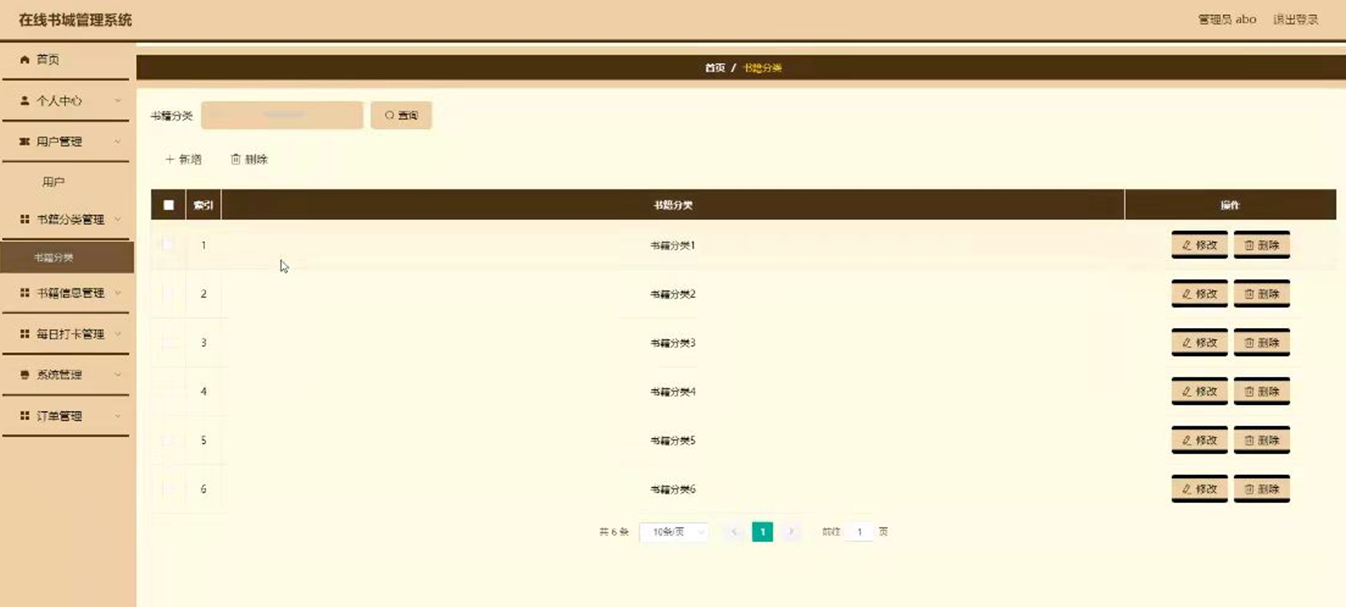 在线书城管理系统
管理员 abo 退出登录
首页
首页 / 书籍分类
个人中心
用户管理
用户
书籍分类管理
书籍分类
书籍信息管理
每日打卡管理
系统管理
订单管理
书籍分类 查询
新增 删除
索引 书籍分类 操作
1 书籍分类1 修改 删除
2 书籍分类2 修改 删除
3 书籍分类3 修改 删除
4 书籍分类4 修改 删除
5 书籍分类5 修改 删除
6 书籍分类6 修改 删除
共 6 条 10条/页 < 1 > 前往 1 页